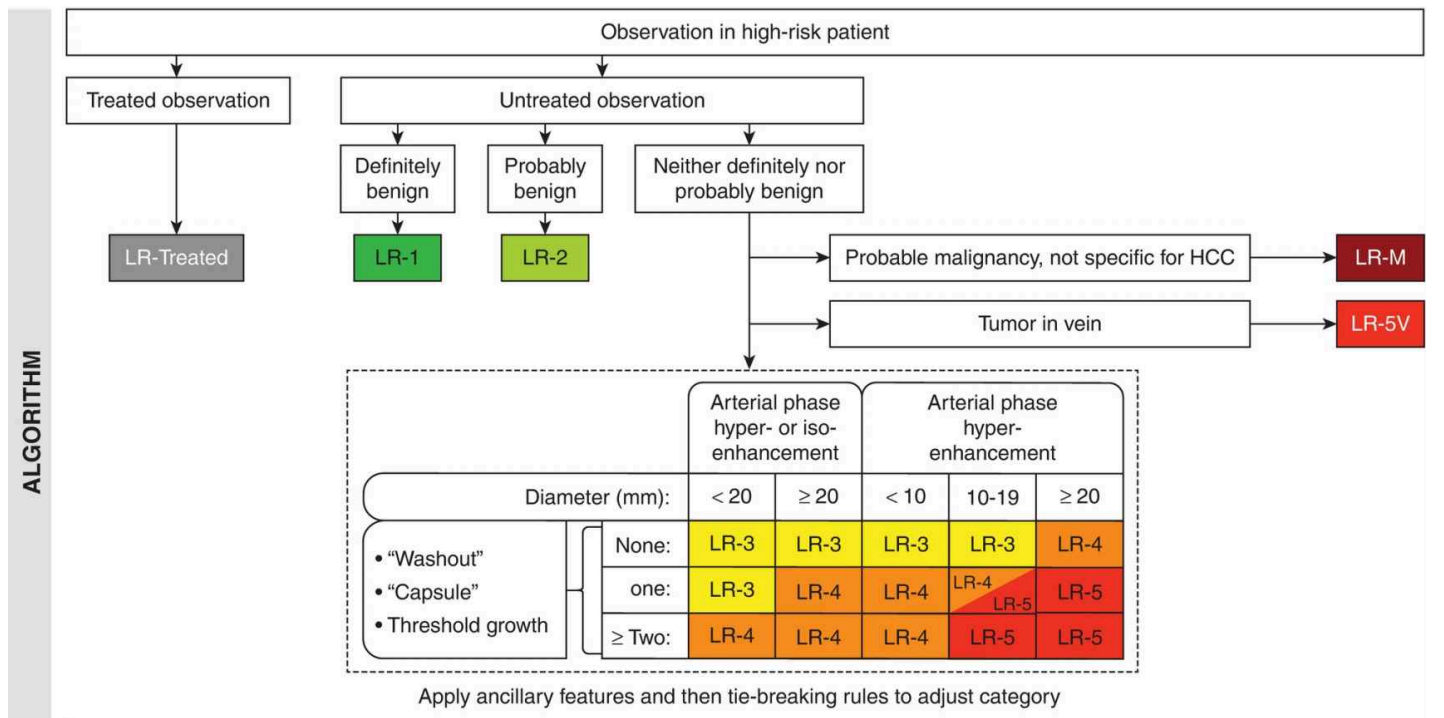 ALGORITHM
Observation in high-risk patient
Treated observation
Untreated observation
Definitely
benign
Probably
benign
Neither definitely nor
probably benign
LR-Treated
LR-1
LR-2
Probable malignancy, not specific for HCC
LR-M
Tumor in vein
LR-5V
Arterial phase
hyper- or iso-
enhancement
Arterial phase
hyper-
enhancement
Diameter (mm): < 20 ≥ 20 < 10 10-19 ≥ 20
• “Washout”
• “Capsule”
• Threshold growth
None: LR-3 LR-3 LR-3 LR-3 LR-4
one: LR-3 LR-4 LR-4 LR-4 LR-5 LR-5
≥ Two: LR-4 LR-4 LR-4 LR-5 LR-5
Apply ancillary features and then tie-breaking rules to adjust category